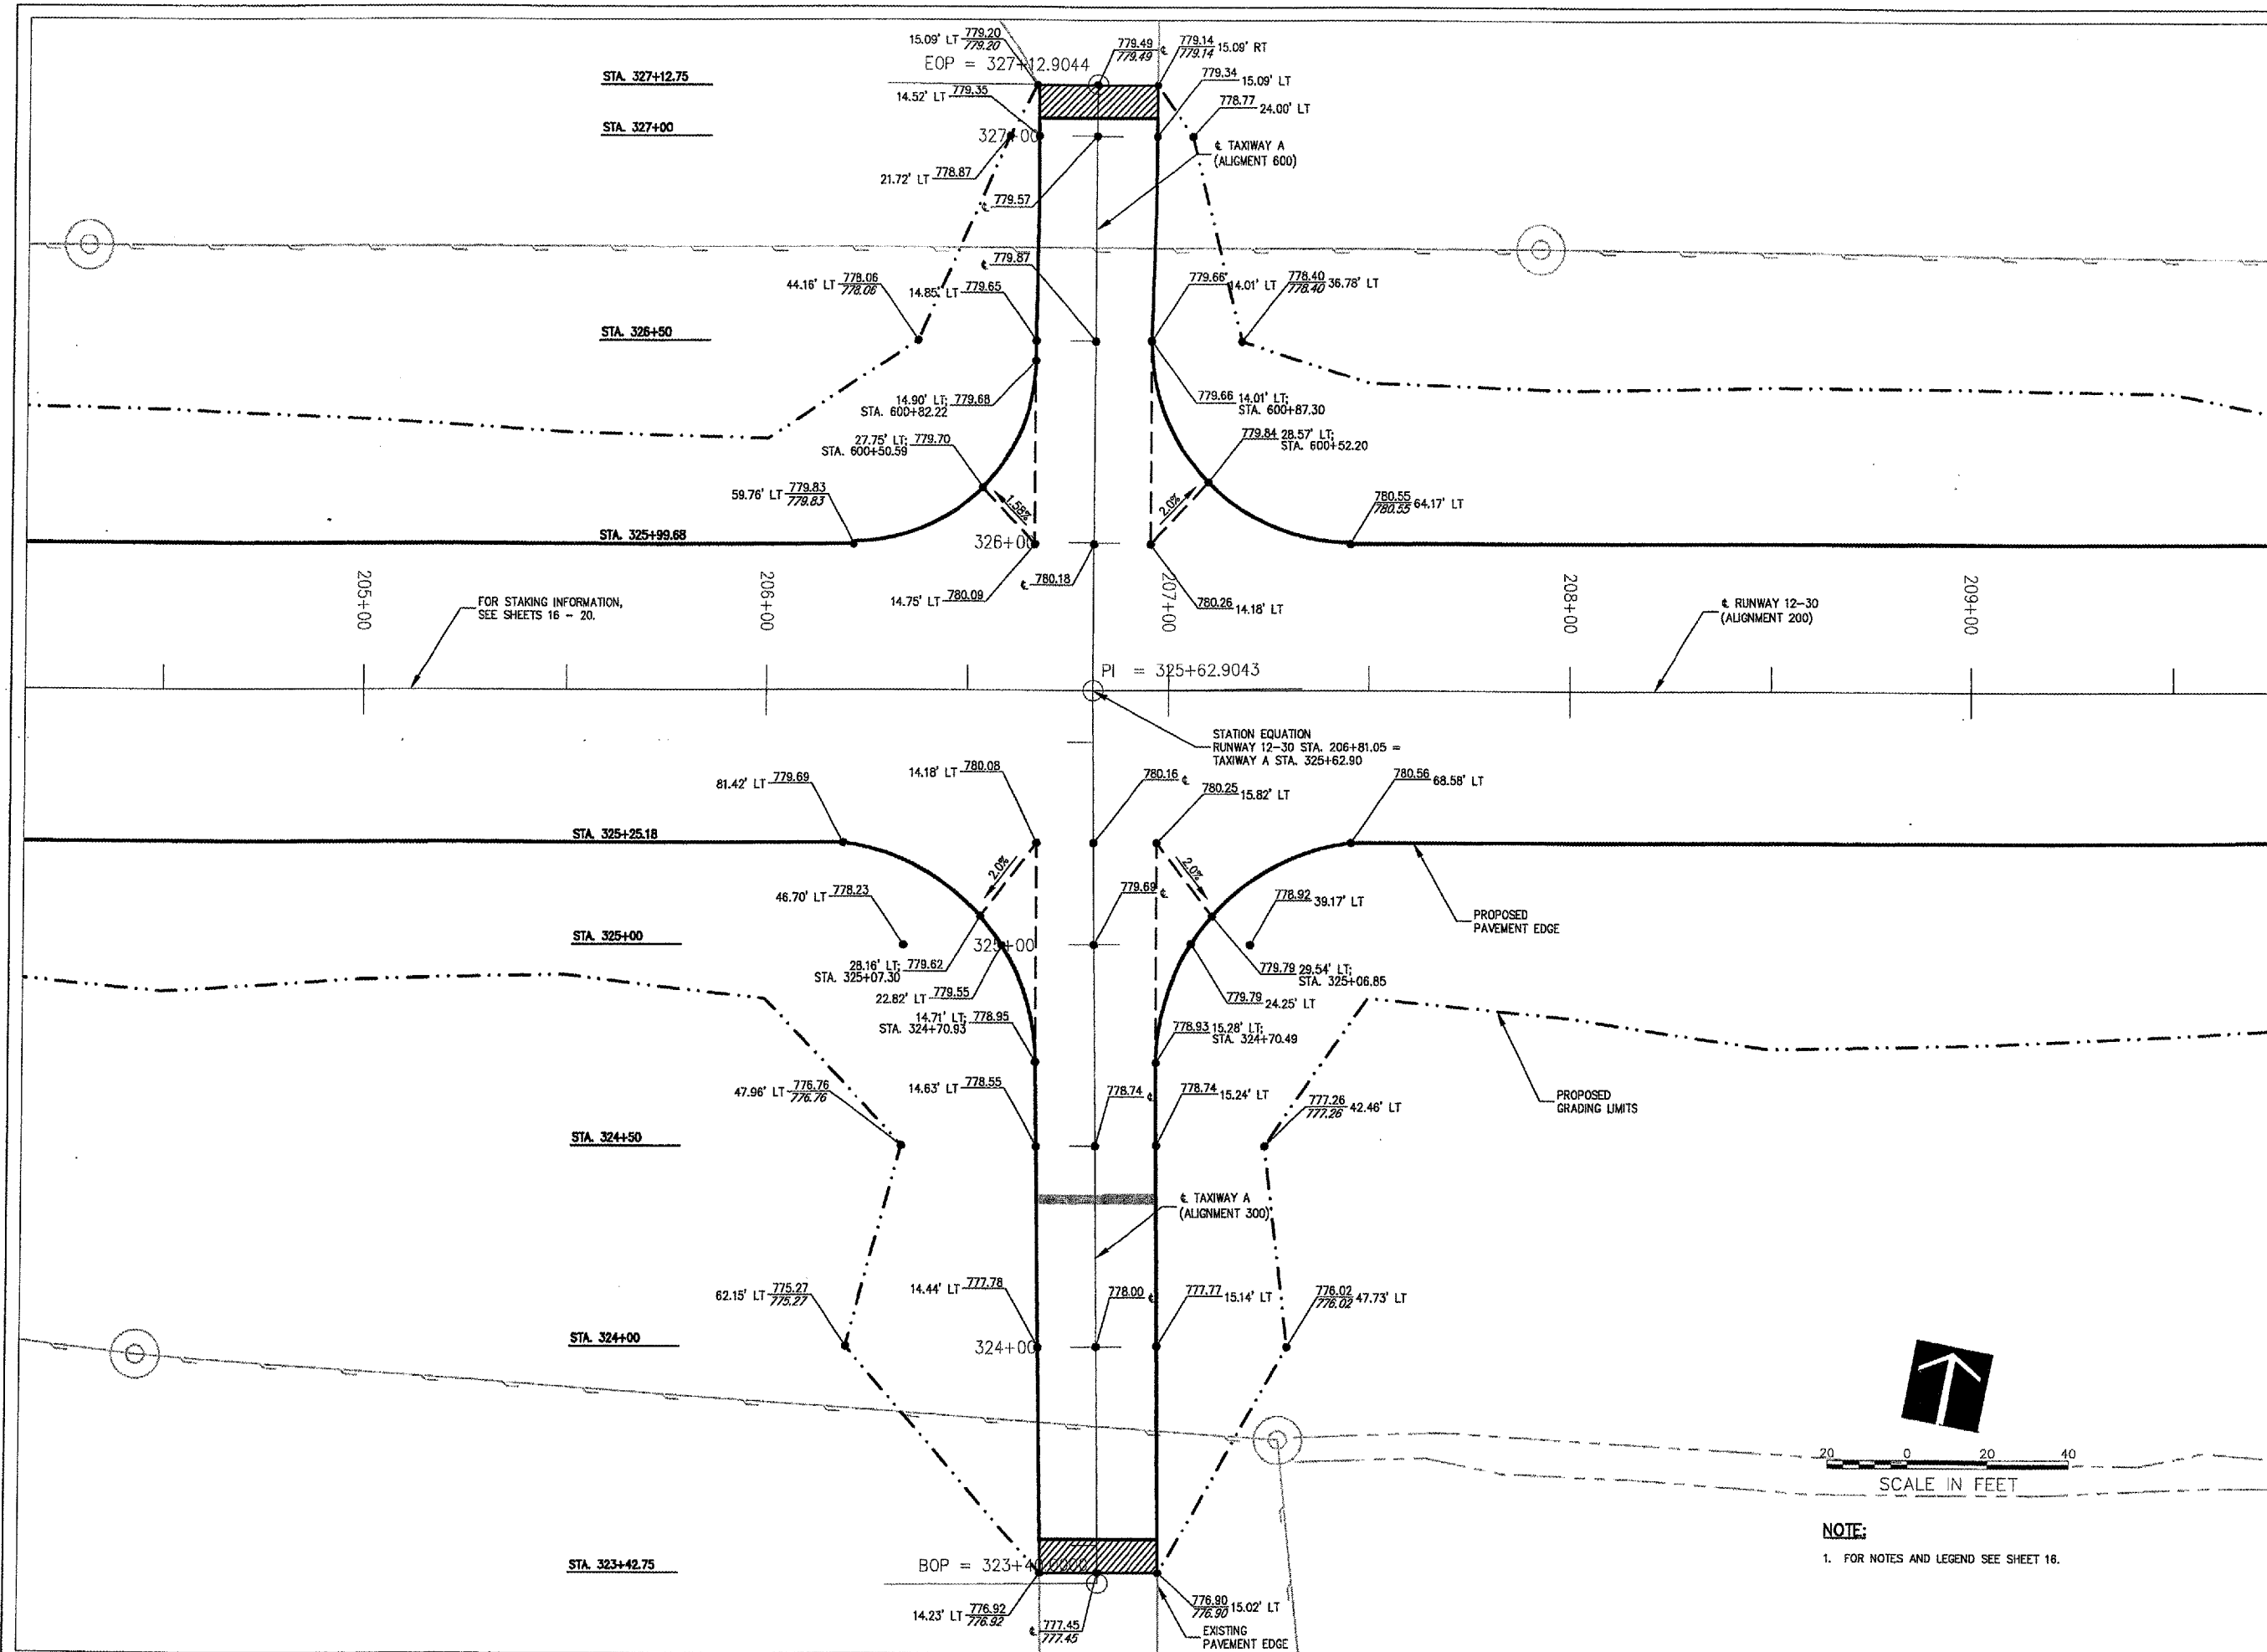 15.09' LT 779.20
779.20
779.49 ℄
779.49
779.14 15.09' RT
779.14
EOP = 327+12.9044
STA. 327+12.75
14.52' LT 779.35
779.34 15.09' LT
778.77 24.00' LT
STA. 327+00
327+00
℄ TAXIWAY A
(ALIGMENT 600)
21.72' LT 778.87
℄ 779.57
℄ 779.87
44.16' LT 778.06
778.06
14.85' LT 779.65
779.66 14.01' LT
778.40 36.78' LT
778.40
STA. 326+50
14.90' LT; 779.68
STA. 600+82.22
779.66 14.01' LT;
STA. 600+87.30
27.75' LT; 779.70
STA. 600+50.59
779.84 28.57' LT;
STA. 600+52.20
59.76' LT 779.83
779.83
1.58%
2.0%
780.55 64.17' LT
780.55
STA. 325+99.68
326+00
℄ 780.18
14.75' LT 780.09
780.26 14.18' LT
205+00
206+00
207+00
208+00
209+00
FOR STAKING INFORMATION,
SEE SHEETS 16 - 20.
℄ RUNWAY 12-30
(ALIGNMENT 200)
PI = 325+62.9043
STATION EQUATION
RUNWAY 12-30 STA. 206+81.05 =
TAXIWAY A STA. 325+62.90
81.42' LT 779.69
14.18' LT 780.08
780.16 ℄
780.25 15.82' LT
780.56 68.58' LT
STA. 325+25.18
2.0%
2.0%
46.70' LT 778.23
779.69 ℄
778.92 39.17' LT
PROPOSED
PAVEMENT EDGE
STA. 325+00
325+00
28.16' LT; 779.62
STA. 325+07.30
779.79 29.54' LT;
STA. 325+06.85
22.82' LT 779.55
779.79 24.25' LT
14.71' LT; 778.95
STA. 324+70.93
778.93 15.28' LT;
STA. 324+70.49
47.96' LT 776.76
776.76
14.63' LT 778.55
778.74 ℄
778.74 15.24' LT
777.26 42.46' LT
777.26
PROPOSED
GRADING LIMITS
STA. 324+50
℄ TAXIWAY A
(ALIGNMENT 300)
62.15' LT 775.27
775.27
14.44' LT 777.78
778.00 ℄
777.77 15.14' LT
776.02 47.73' LT
776.02
STA. 324+00
324+00
20 0 20 40
SCALE IN FEET
NOTE:
1. FOR NOTES AND LEGEND SEE SHEET 16.
STA. 323+42.75
BOP = 323+40.0000
14.23' LT 776.92
776.92
℄ 777.45
777.45
776.90 15.02' LT
776.90
EXISTING
PAVEMENT EDGE